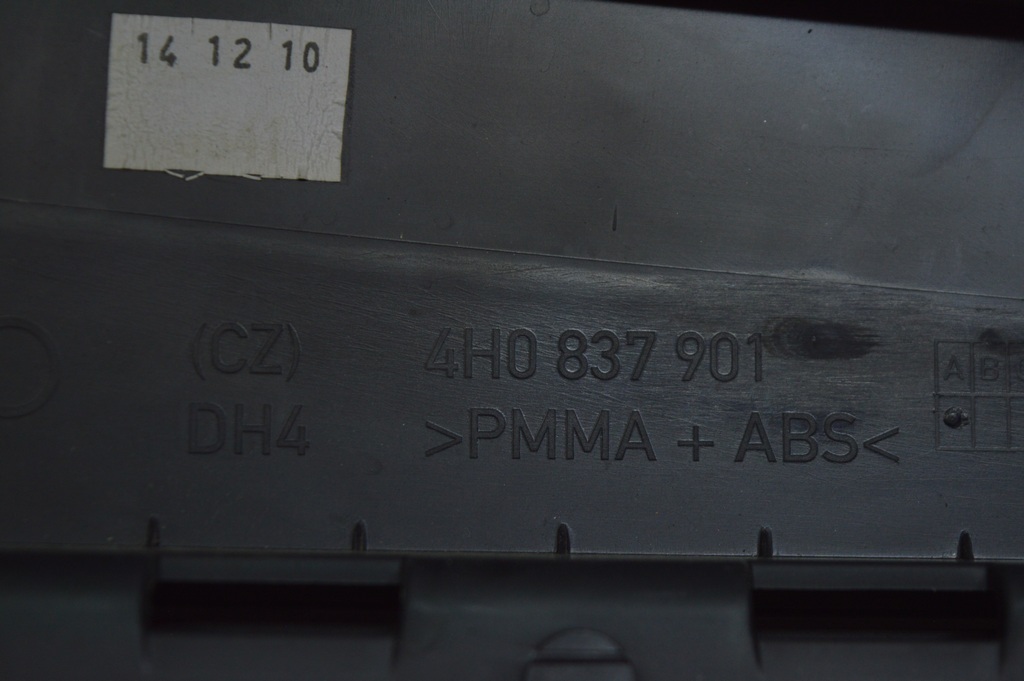 14 12 10
(CZ) 4H0 837 901
DH4 >PMMA + ABS<
A B